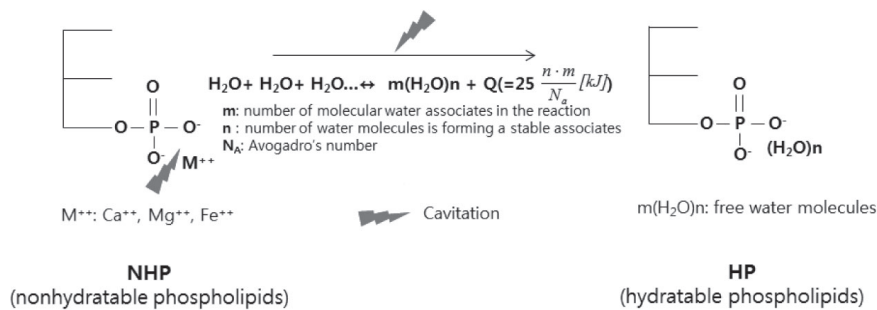 H₂O+ H₂O+ H₂O...↔ m(H₂O)n + Q(=25 n·m/Nₐ [kJ])
m: number of molecular water associates in the reaction
n : number of water molecules is forming a stable associates
N_A: Avogadro's number
O
O — P — O⁻
O⁻
M⁺⁺
O
O — P — O⁻
O⁻ (H₂O)n
M⁺⁺: Ca⁺⁺, Mg⁺⁺, Fe⁺⁺
Cavitation
m(H₂O)n: free water molecules
NHP
(nonhydratable phospholipids)
HP
(hydratable phospholipids)